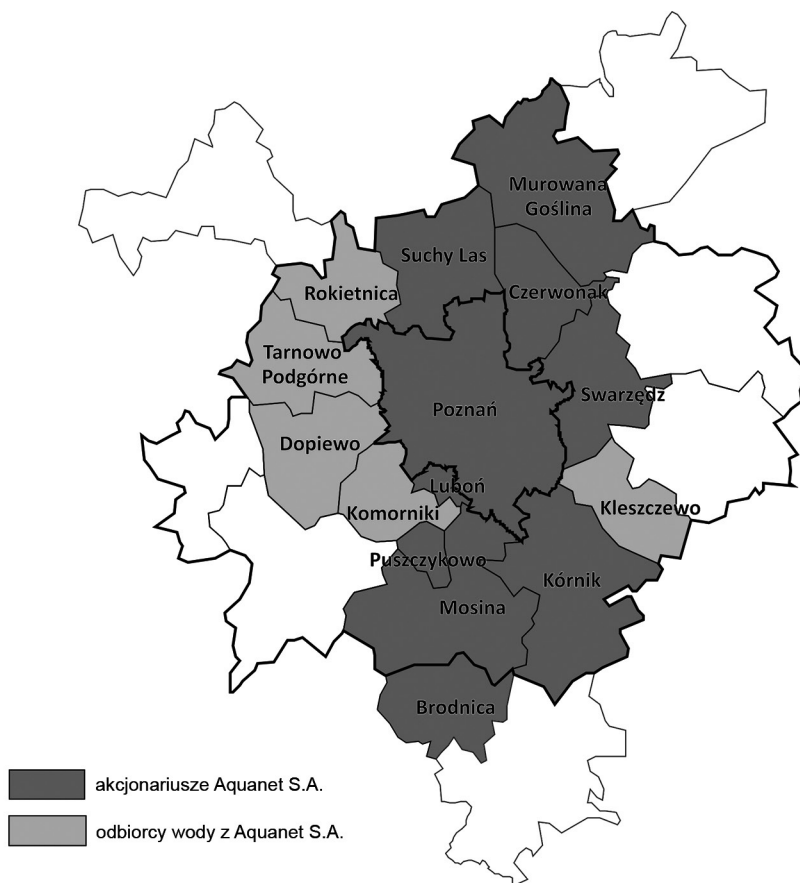 Murowana
Goślina
Suchy Las
Rokietnica
Czerwonak
Tarnowo
Podgórne
Swarzędz
Poznań
Dopiewo
Luboń
Komorniki
Kleszczewo
Puszczykowo
Kórnik
Mosina
Brodnica
akcjonariusze Aquanet S.A.
odbiorcy wody z Aquanet S.A.